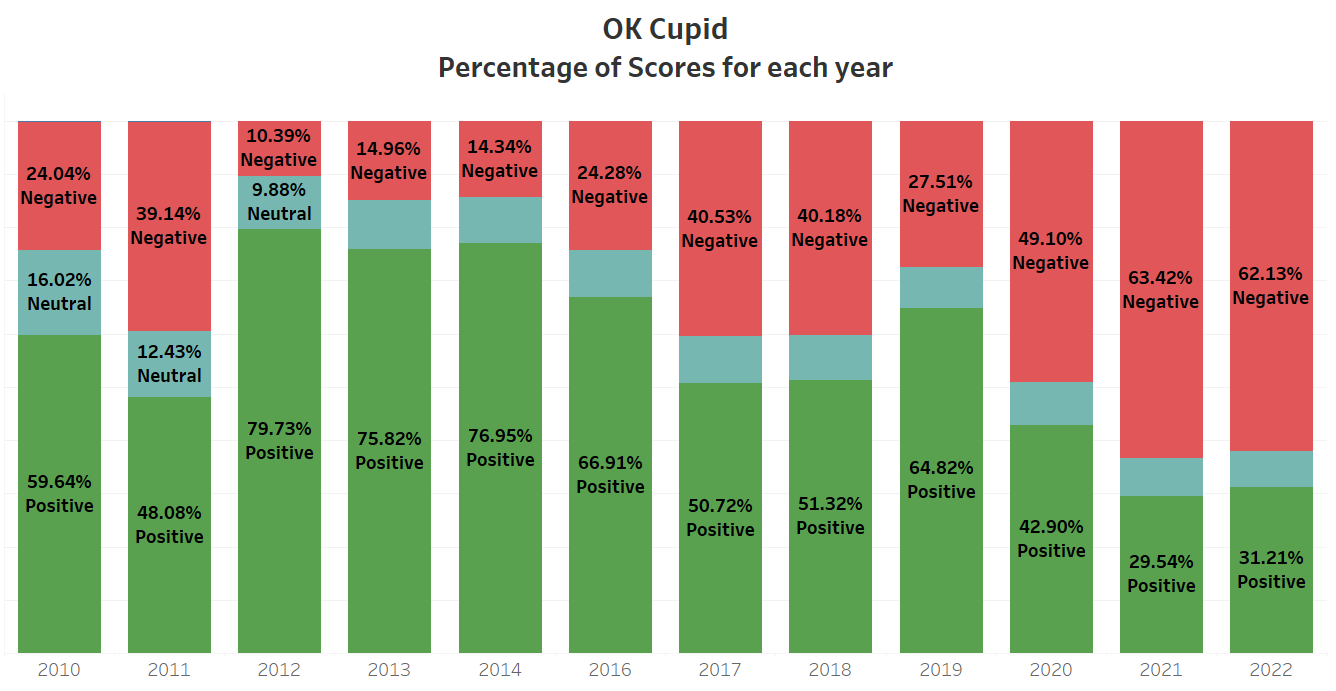 OK Cupid
Percentage of Scores for each year
24.04%
Negative
16.02%
Neutral
59.64%
Positive
39.14%
Negative
12.43%
Neutral
48.08%
Positive
10.39%
Negative
9.88%
Neutral
79.73%
Positive
14.96%
Negative
75.82%
Positive
14.34%
Negative
76.95%
Positive
24.28%
Negative
66.91%
Positive
40.53%
Negative
50.72%
Positive
40.18%
Negative
51.32%
Positive
27.51%
Negative
64.82%
Positive
49.10%
Negative
42.90%
Positive
63.42%
Negative
29.54%
Positive
62.13%
Negative
31.21%
Positive
2010 2011 2012 2013 2014 2016 2017 2018 2019 2020 2021 2022